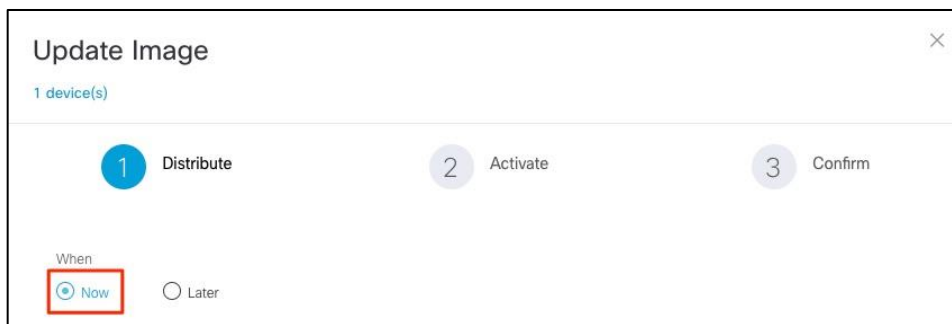 Update Image
1 device(s)
1 Distribute 2 Activate 3 Confirm
When
Now Later